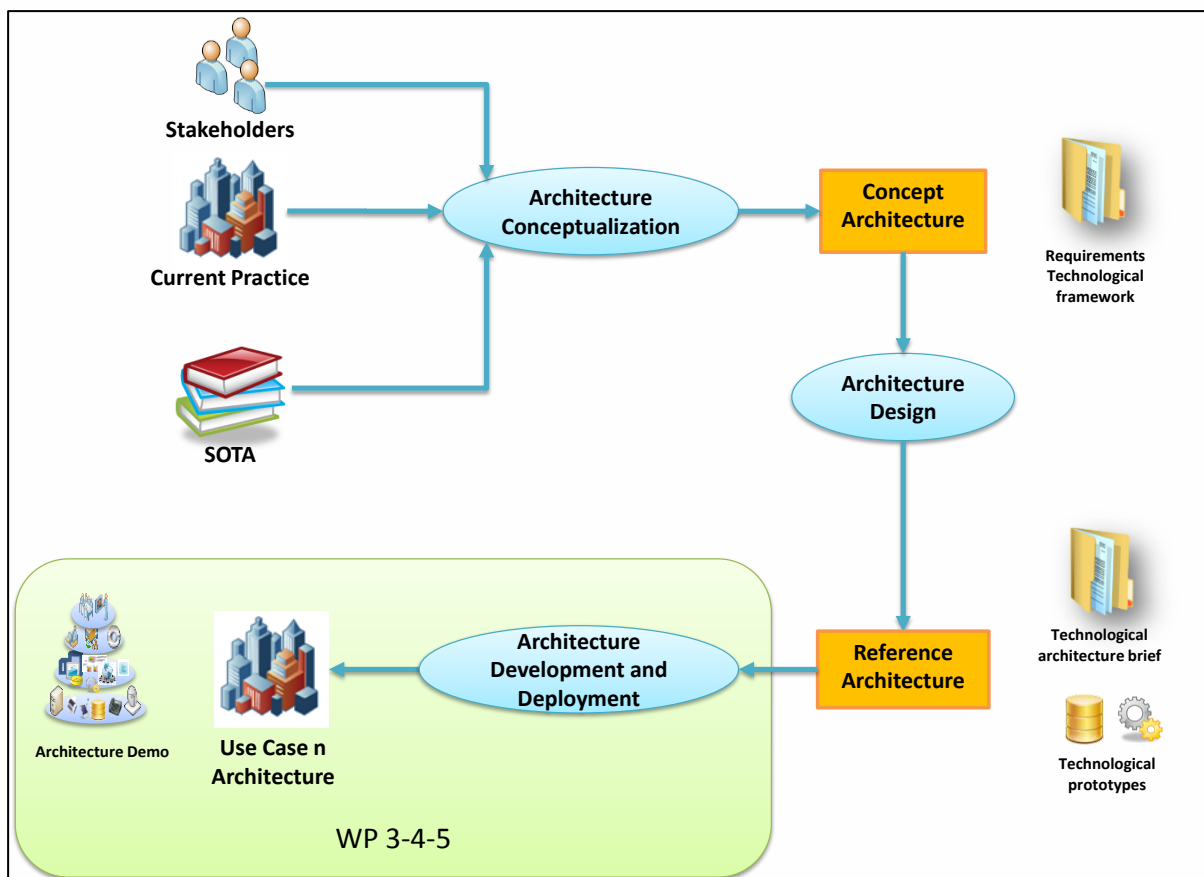 Stakeholders
Current Practice
SOTA
Architecture
Conceptualization
Concept
Architecture
Requirements
Technological
framework
Architecture
Design
Reference
Architecture
Technological
architecture brief
Technological
prototypes
Architecture
Development and
Deployment
Use Case n
Architecture
Architecture Demo
WP 3-4-5